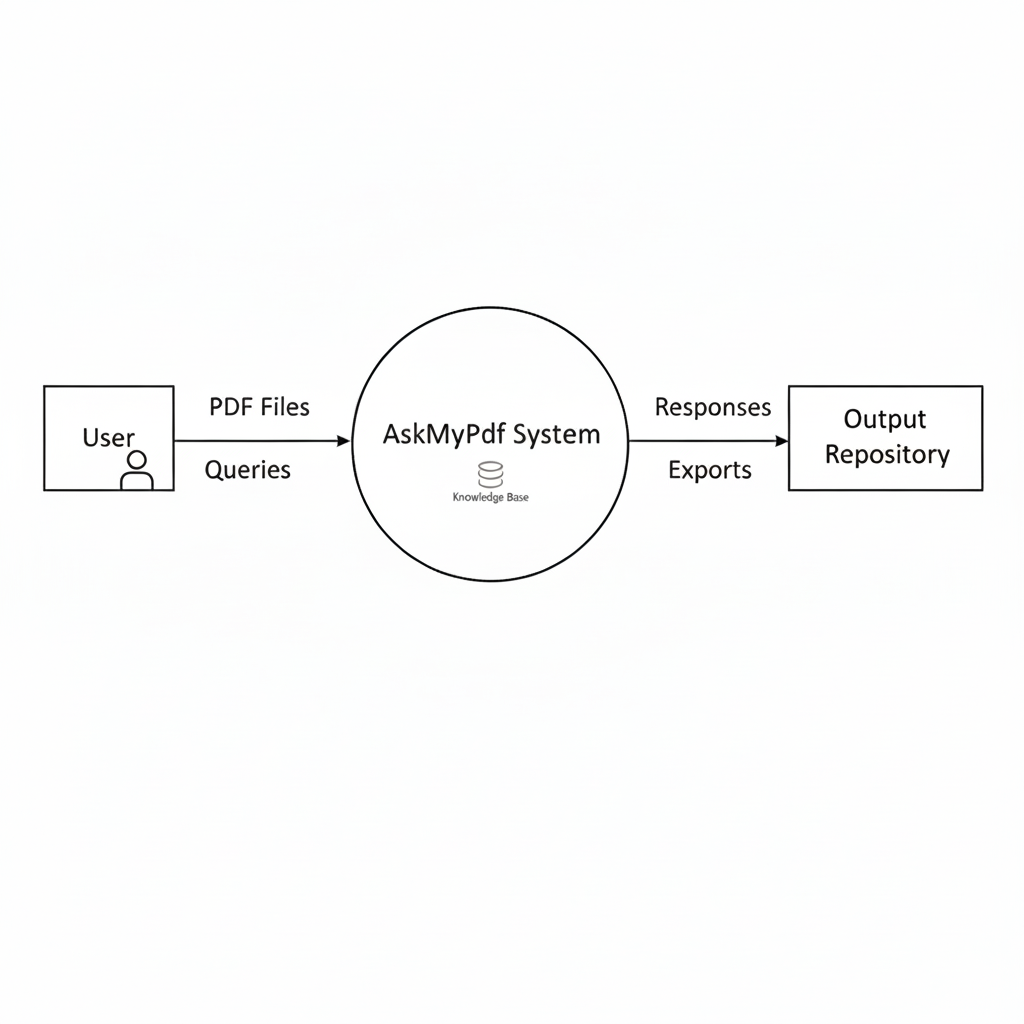 User
PDF Files
Queries
AskMyPdf System
Knowledge Base
Responses
Exports
Output
Repository